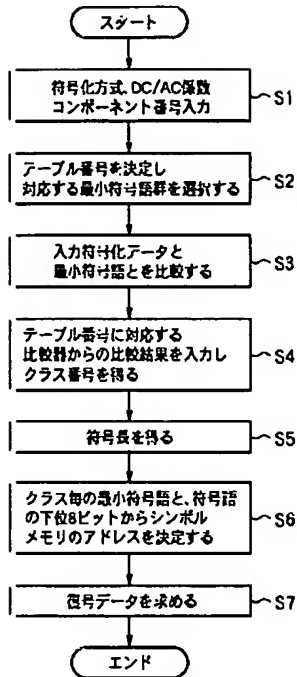 スタート
符号化方式、DC/AC係数
コンポーネント番号入力
S1
テーブル番号を決定し
対応する最小符号語群を選択する
S2
入力符号化データと
最小符号語とを比較する
S3
テーブル番号に対応する
比較器からの比較結果を入力し
クラス番号を得る
S4
符号長を得る
S5
クラス毎の最小符号語と、符号語
の下位8ビットからシンボル
メモリのアドレスを決定する
S6
復号データを求める
S7
エンド